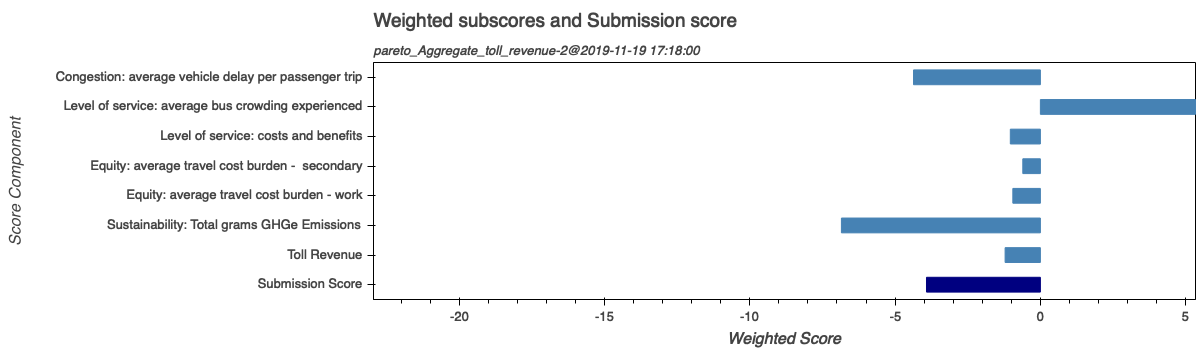 Weighted subscores and Submission score
pareto_Aggregate_toll_revenue-2@2019-11-19 17:18:00
Score Component
Congestion: average vehicle delay per passenger trip
Level of service: average bus crowding experienced
Level of service: costs and benefits
Equity: average travel cost burden -  secondary
Equity: average travel cost burden - work
Sustainability: Total grams GHGe Emissions
Toll Revenue
Submission Score
-20 -15 -10 -5 0 5
Weighted Score